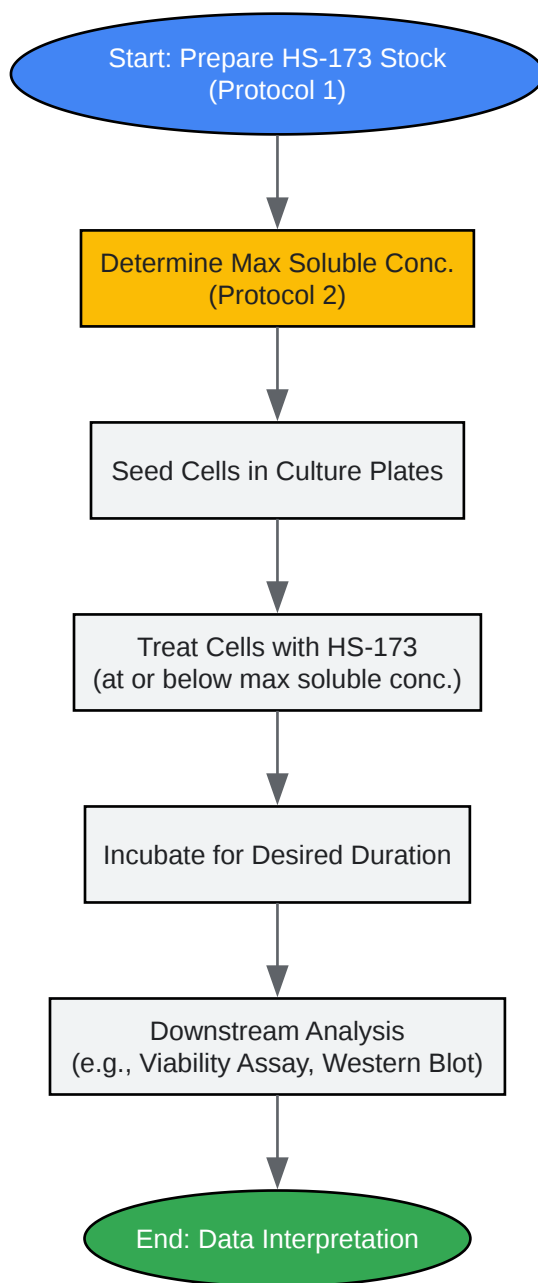 Start: Prepare HS-173 Stock
(Protocol 1)
Determine Max Soluble Conc.
(Protocol 2)
Seed Cells in Culture Plates
Treat Cells with HS-173
(at or below max soluble conc.)
Incubate for Desired Duration
Downstream Analysis
(e.g., Viability Assay, Western Blot)
End: Data Interpretation